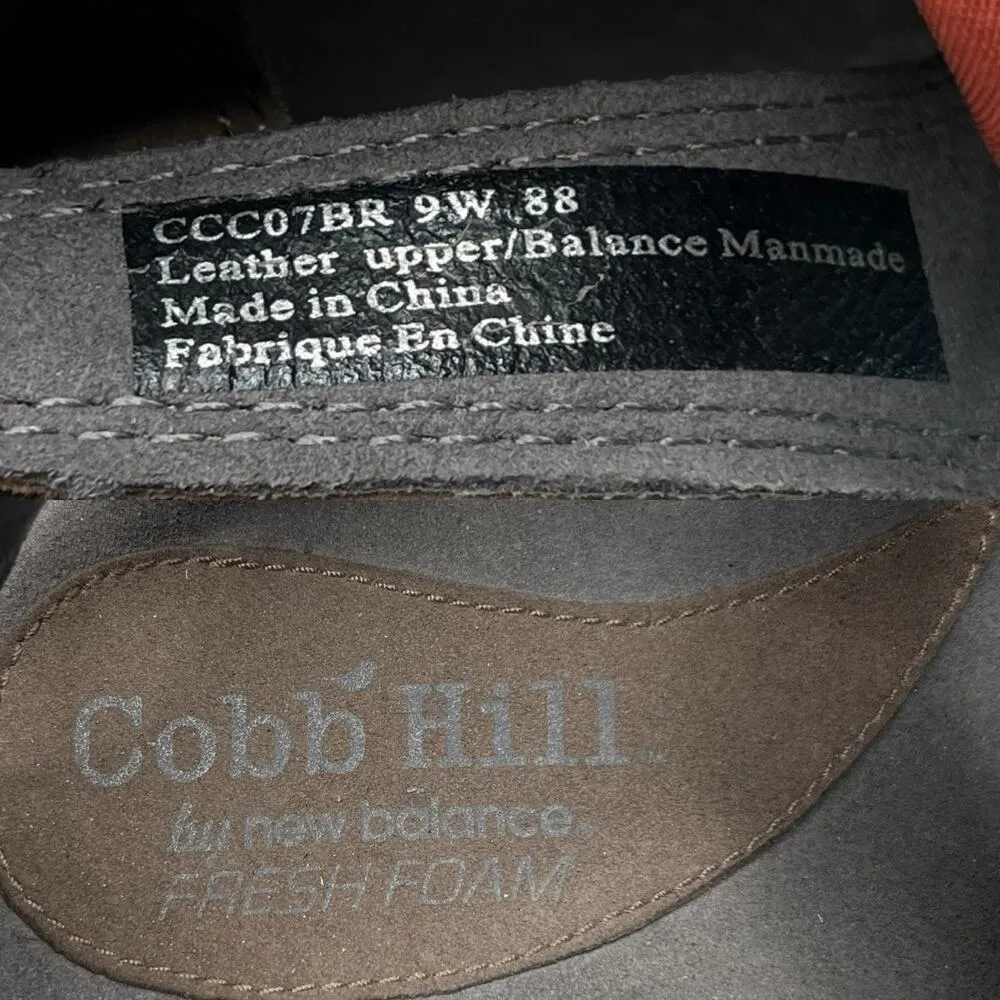 CCC07BR 9W 88
Leather upper/Balance Manmade
Made in China
Fabrique En Chine
Cobb Hill
by new balance
FRESH FOAM